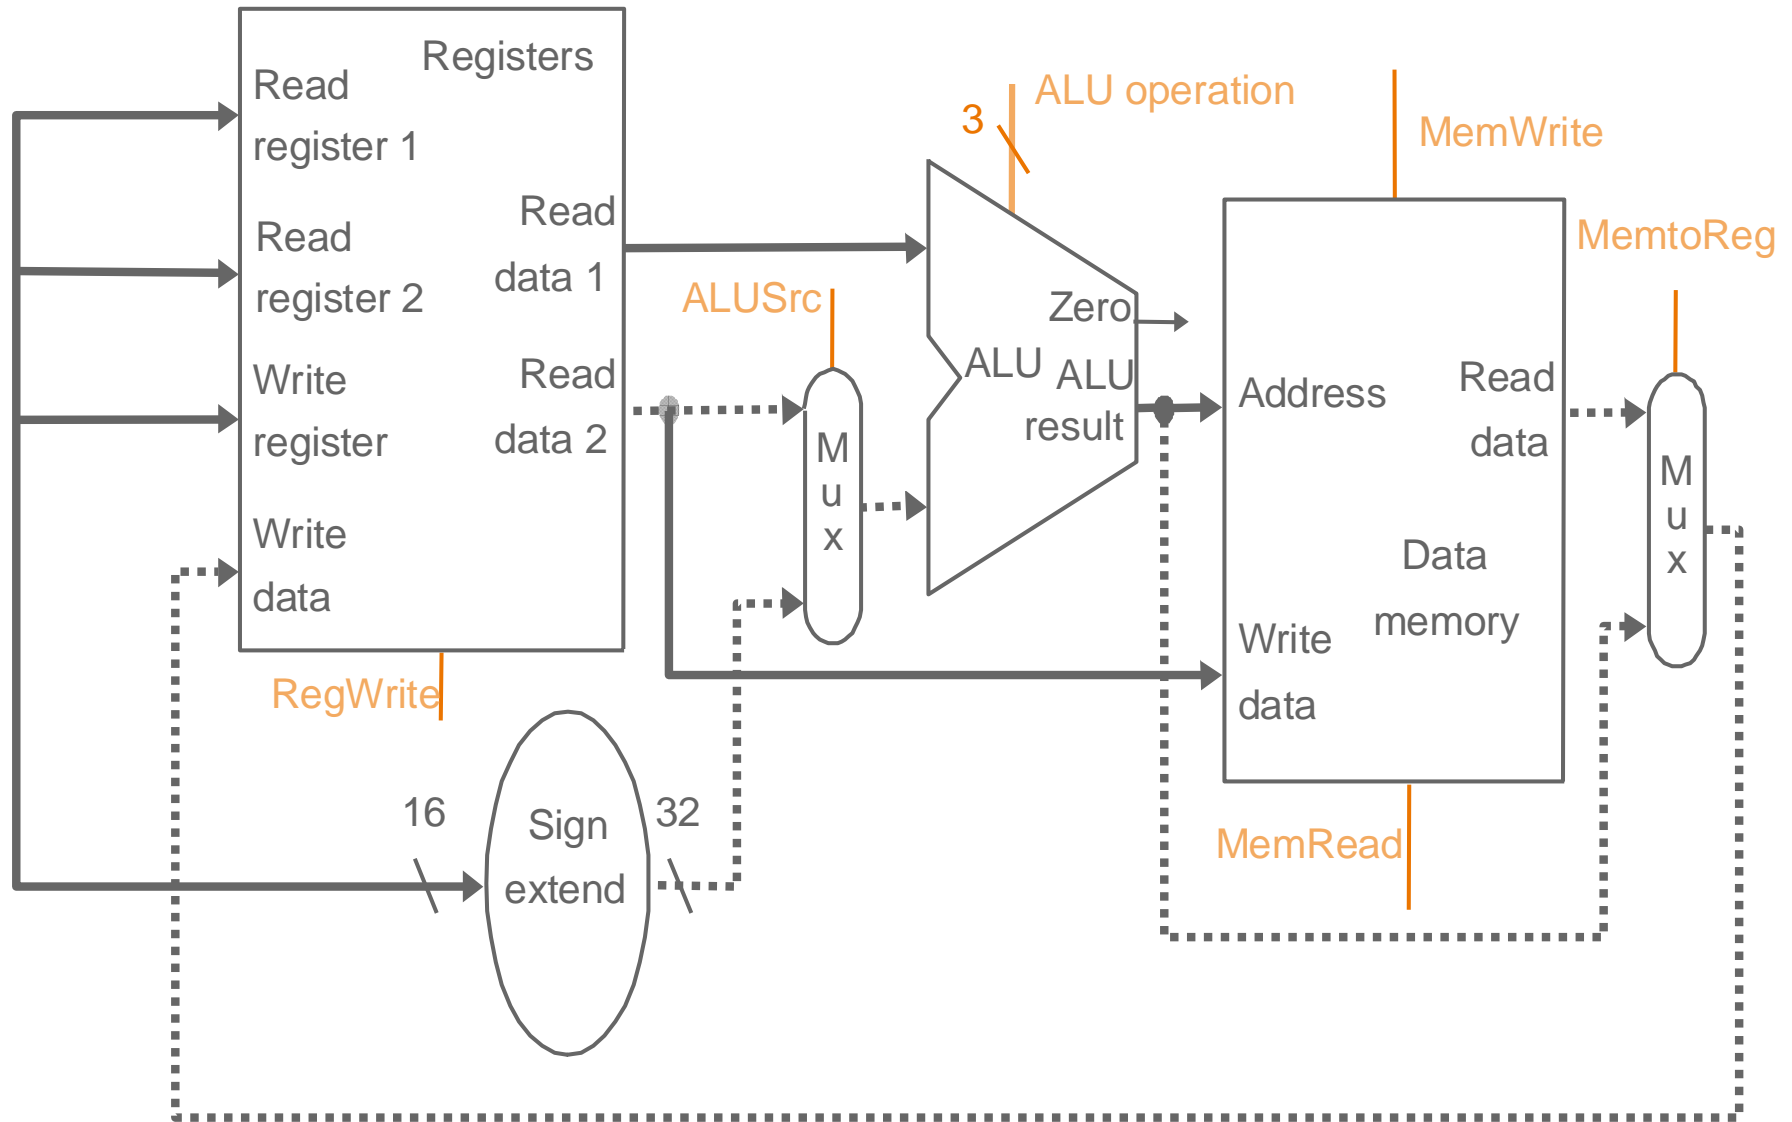 Registers
Read
register 1
Read
register 2
Write
register
Write
data
Read
data 1
Read
data 2
RegWrite
16
Sign
extend
32
ALUSrc
M
u
x
3
ALU operation
Zero
ALU
ALU
result
MemWrite
Address
Read
data
Data
memory
Write
data
MemRead
MemtoReg
M
u
x